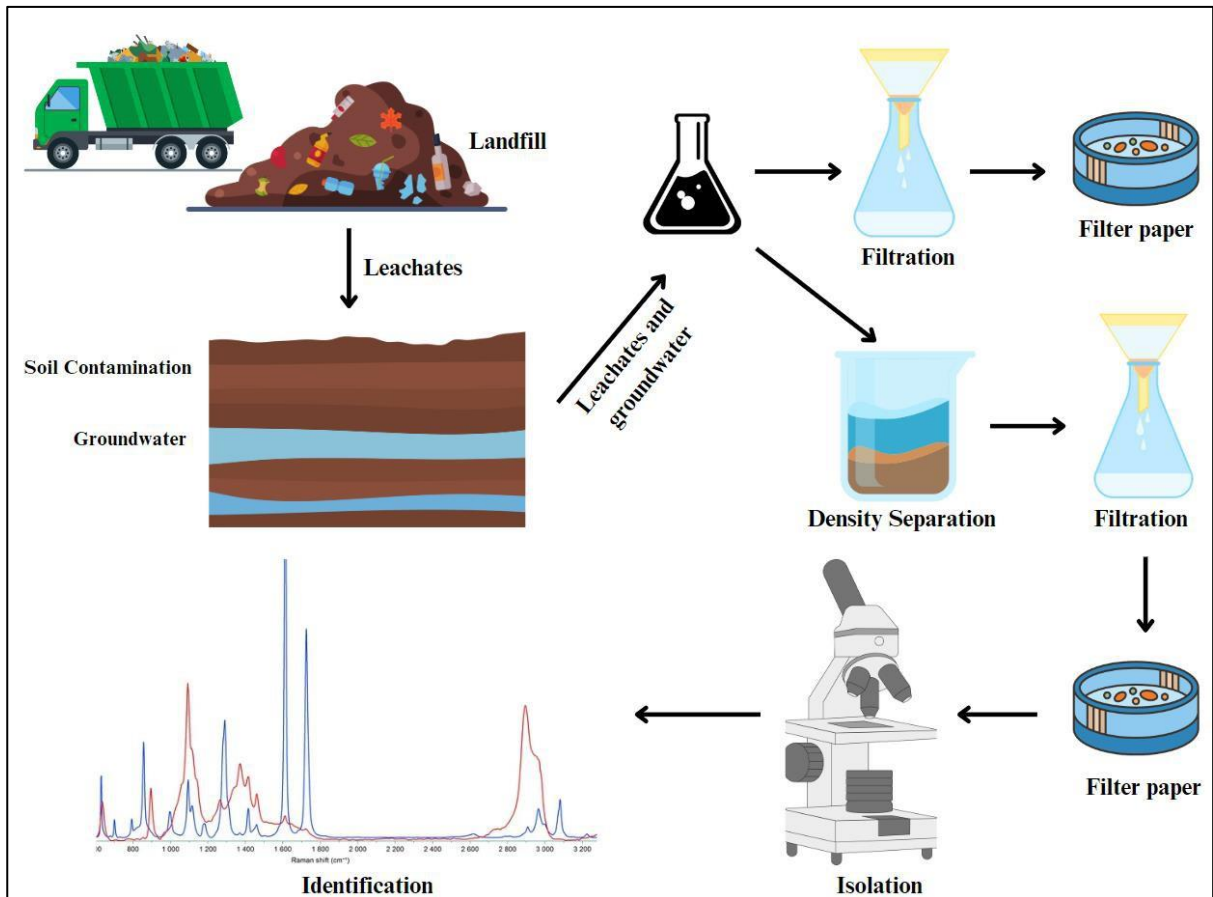 Landfill
Leachates
Soil Contamination
Groundwater
Leachates and
groundwater
Filtration
Filter paper
Density Separation
Filtration
Filter paper
Isolation
800 1 000 1 200 1 400 1 600 1 800 2 000 2 200 2 400 2 600 2 800 3 000 3 200
Raman shift (cm⁻¹)
Identification